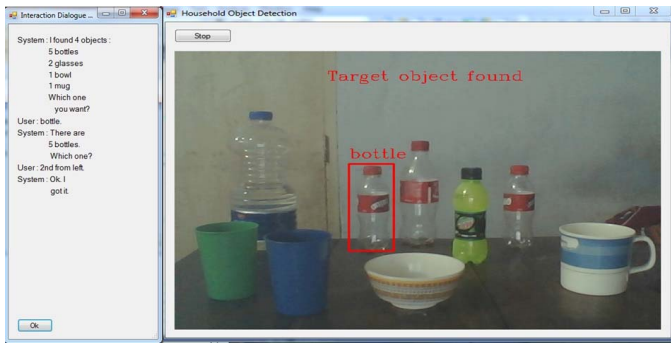 Interaction Dialogue ...
System : I found 4 objects :
5 bottles
2 glasses
1 bowl
1 mug
Which one
you want?
User : bottle.
System : There are
5 bottles.
Which one?
User : 2nd from left.
System : Ok. I
got it.
Ok
Household Object Detection
Stop
Target object found
bottle